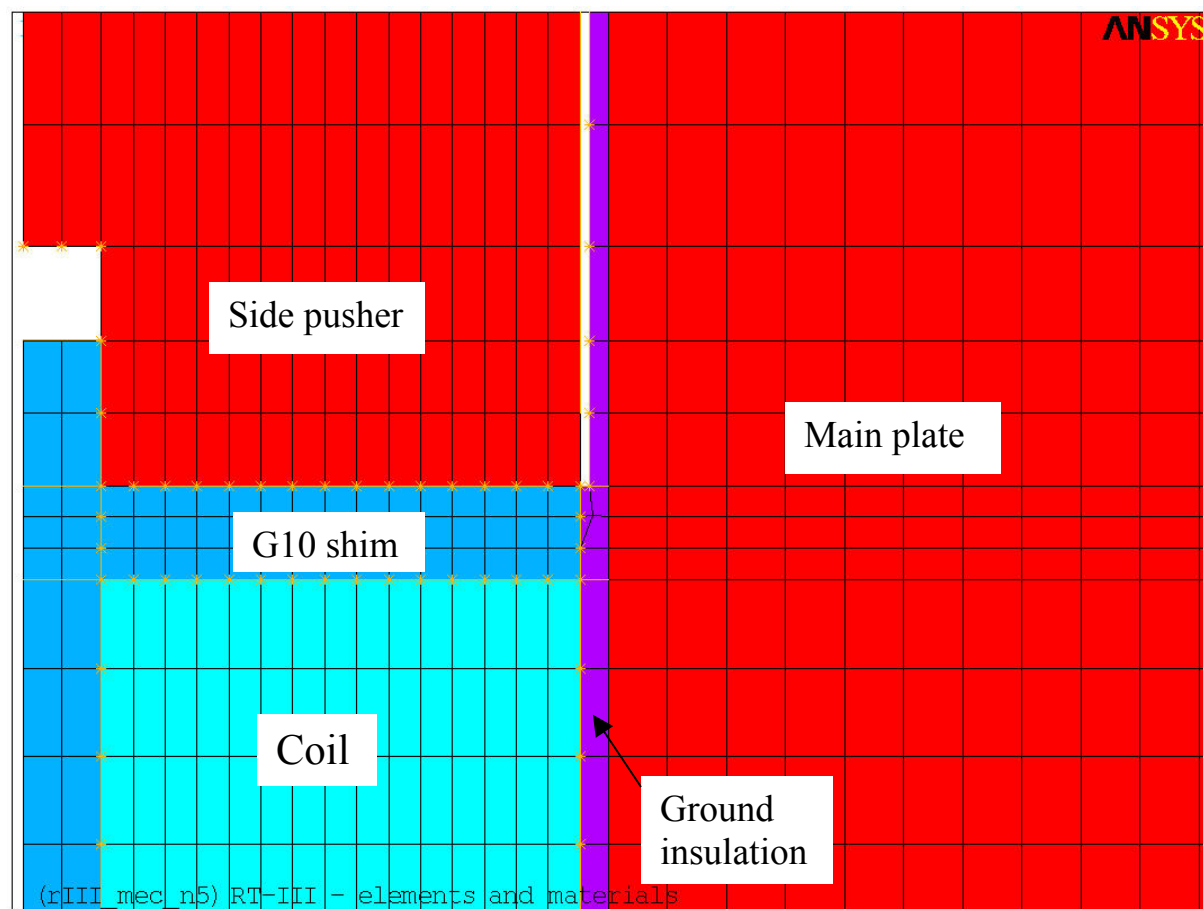 ANSYS
Side pusher
Main plate
G10 shim
Coil
Ground
insulation
(rIII_mec_n5) RT-III - elements and materials